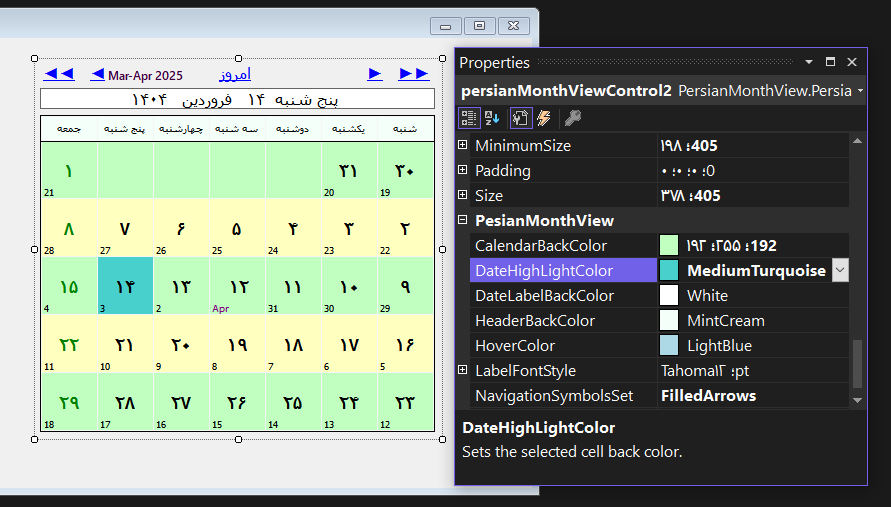 ◄◄ ◄ Mar-Apr 2025 امروز ► ►►
پنج شنبه ۱۴ فروردین ۱۴۰۴
شنبه یکشنبه دوشنبه سه شنبه چهارشنبه پنج شنبه جمعه
۳۰ ۳۱ ۱
19 20 21
۲ ۳ ۴ ۵ ۶ ۷ ۸
22 23 24 25 26 27 28
۹ ۱۰ ۱۱ ۱۲ ۱۳ ۱۴ ۱۵
29 30 31 Apr 2 3 4
۱۶ ۱۷ ۱۸ ۱۹ ۲۰ ۲۱ ۲۲
5 6 7 8 9 10 11
۲۳ ۲۴ ۲۵ ۲۶ ۲۷ ۲۸ ۲۹
12 13 14 15 16 17 18
Properties
persianMonthViewControl2 PersianMonthView.Persia
MinimumSize ۱۹۸ ؛405
Padding ۰ ؛۰ ؛۰ ؛0
Size ۳۷۸ ؛405
PesianMonthView
CalendarBackColor ۱۹۲ ؛۲۵۵ ؛192
DateHighLightColor MediumTurquoise
DateLabelBackColor White
HeaderBackColor MintCream
HoverColor LightBlue
LabelFontStyle Tahoma؛ ۱۲pt
NavigationSymbolsSet FilledArrows
DateHighLightColor
Sets the selected cell back color.